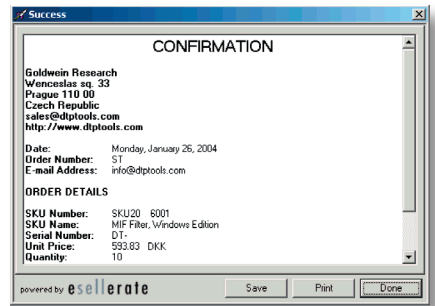 Success
CONFIRMATION
Goldwein Research
Wenceslas sq. 33
Prague 110 00
Czech Republic
sales@dtptools.com
http://www.dtptools.com
Date: Monday, January 26, 2004
Order Number: ST
E-mail Address: info@dtptools.com
ORDER DETAILS
SKU Number: SKU20 6001
SKU Name: MIF Filter, Windows Edition
Serial Number: DT-
Unit Price: 593.83 DKK
Quantity: 10
powered by esellerate
Save
Print
Done